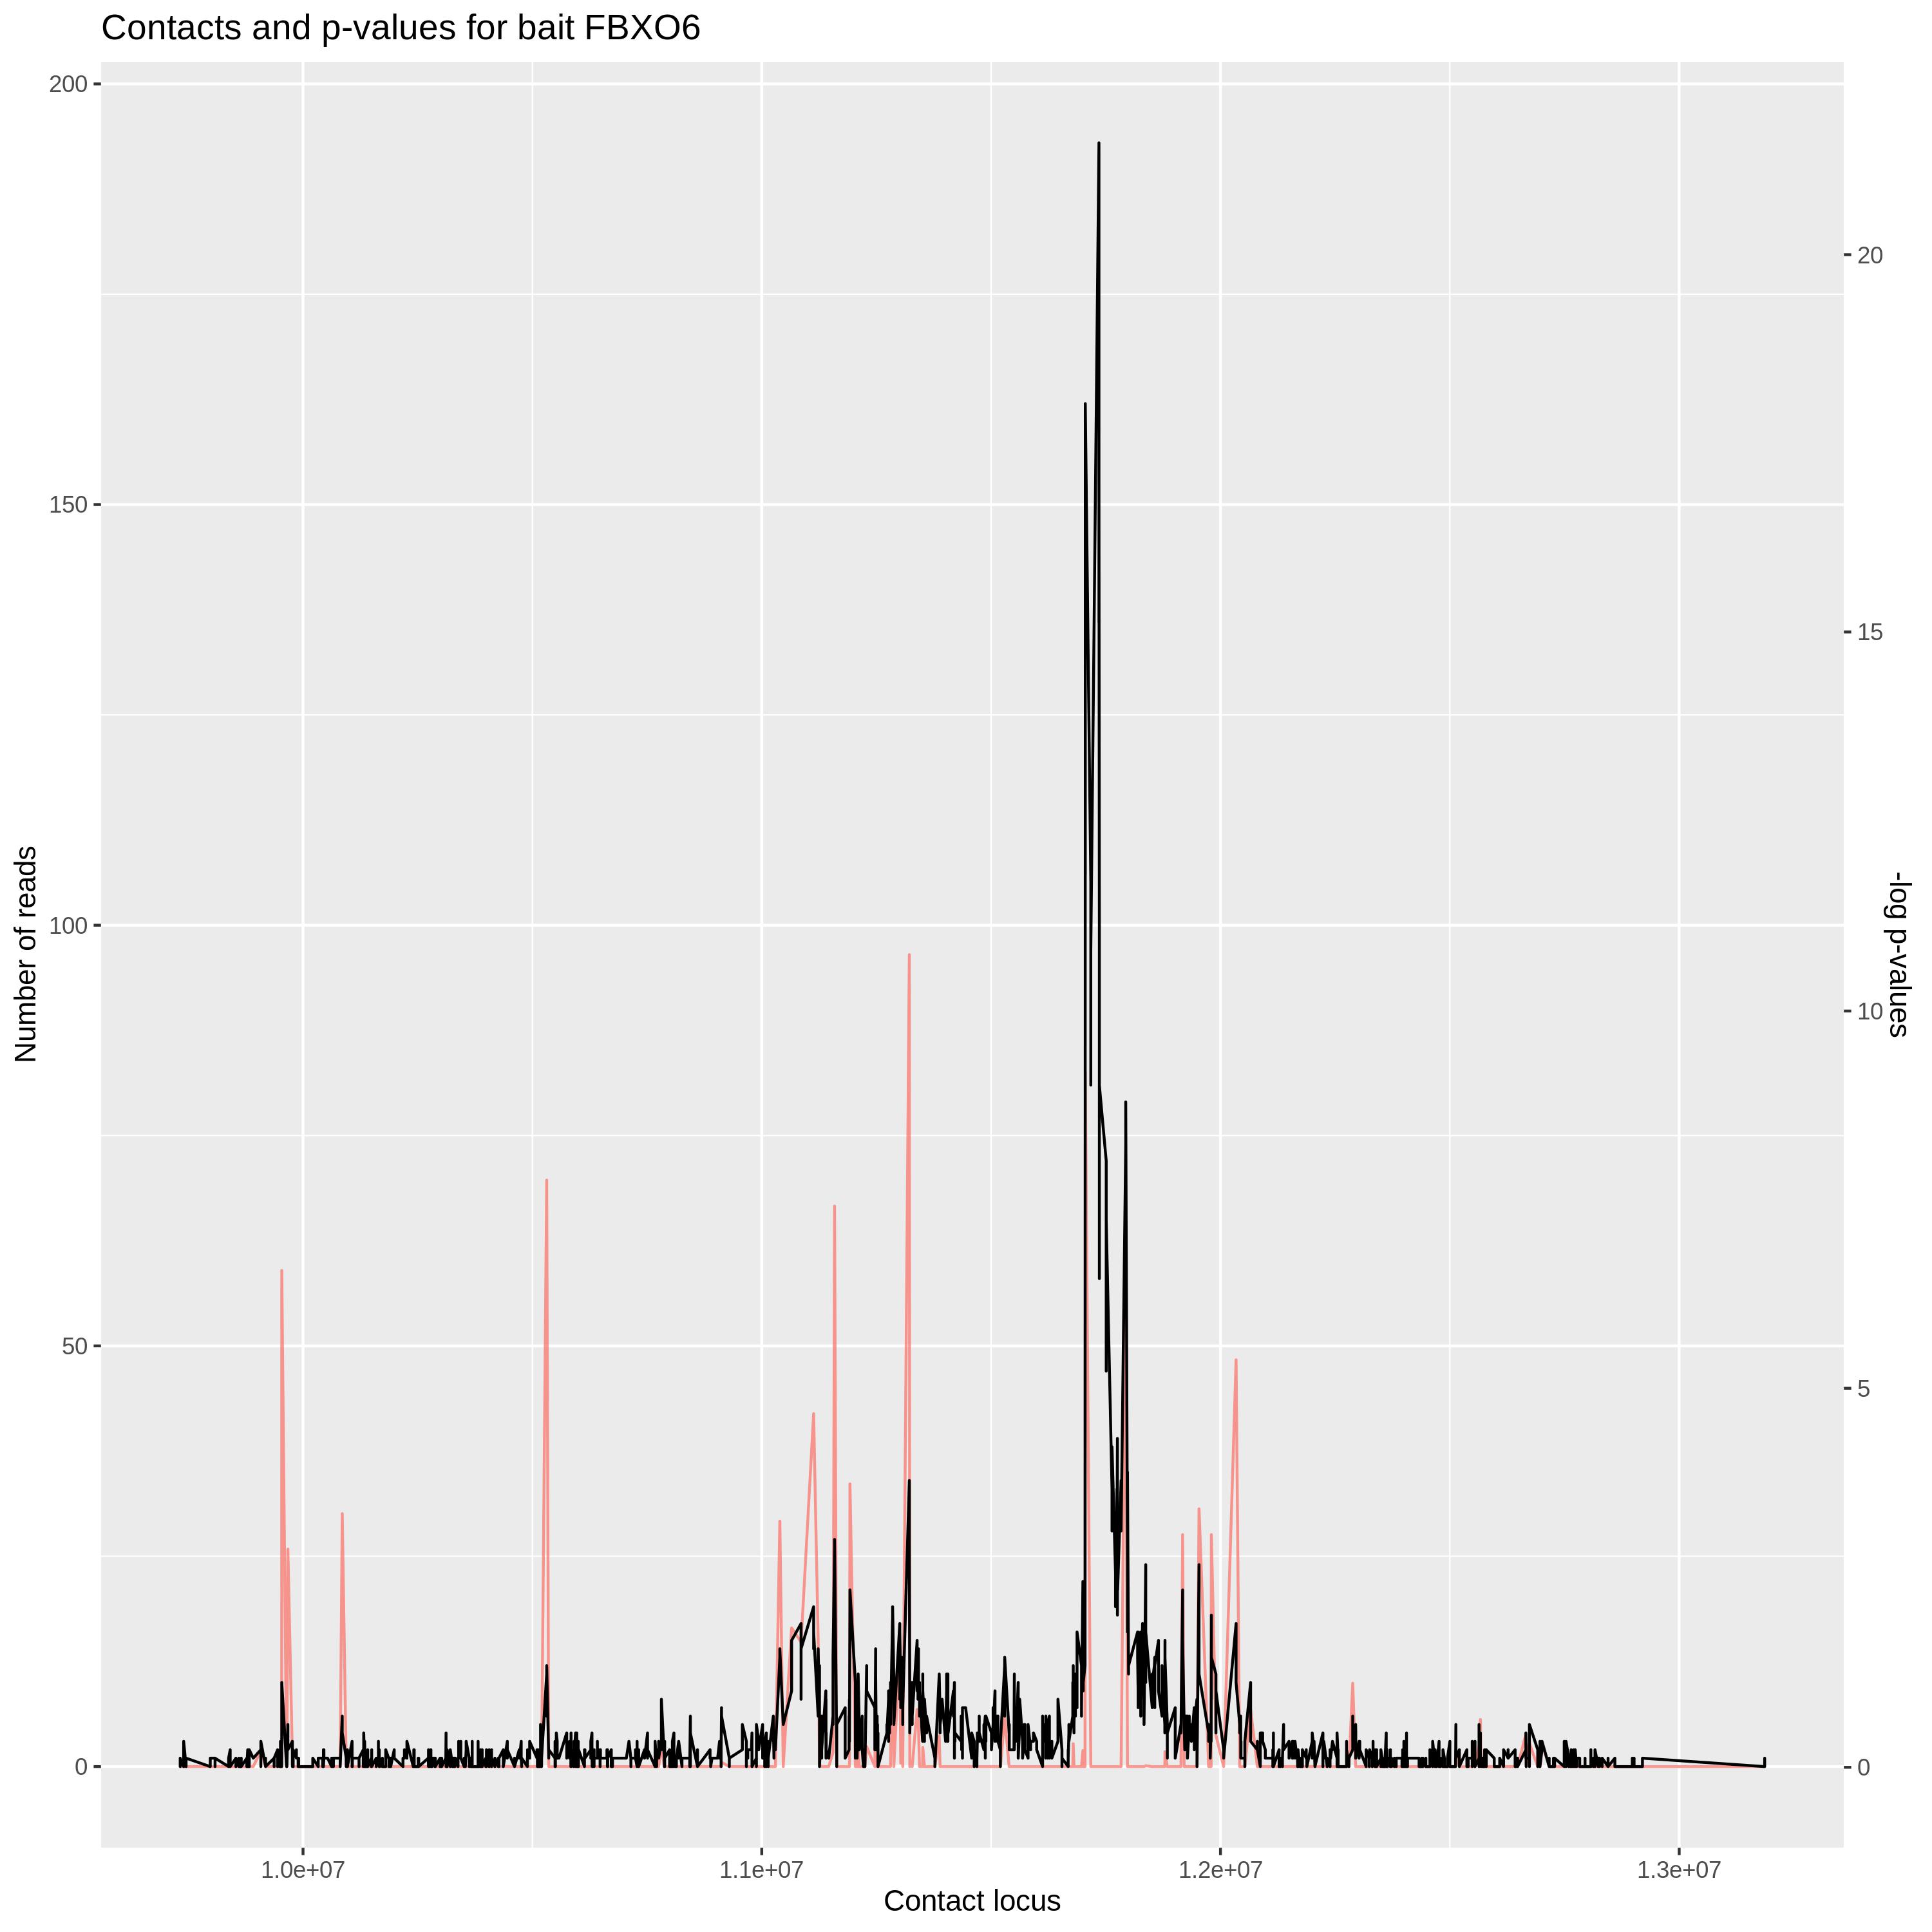 Contacts and p-values for bait FBXO6
200
150
100
50
0
Number of reads
20
15
10
5
0
-log p-values
1.0e+07
1.1e+07
1.2e+07
1.3e+07
Contact locus